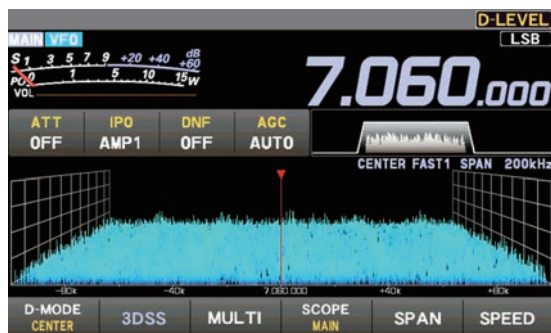 D-LEVEL
MAIN VFO LSB
S 1 3 5 7 9 +20 +40 +60 dB
PO 0 1 5 10 15 W
VOL
7.060.000
ATT IPO DNF AGC
OFF AMP1 OFF AUTO
CENTER FAST1 SPAN 200kHz
-80k -40k 7.060.000 +40k +80k
D-MODE 3DSS MULTI SCOPE SPAN SPEED
CENTER MAIN